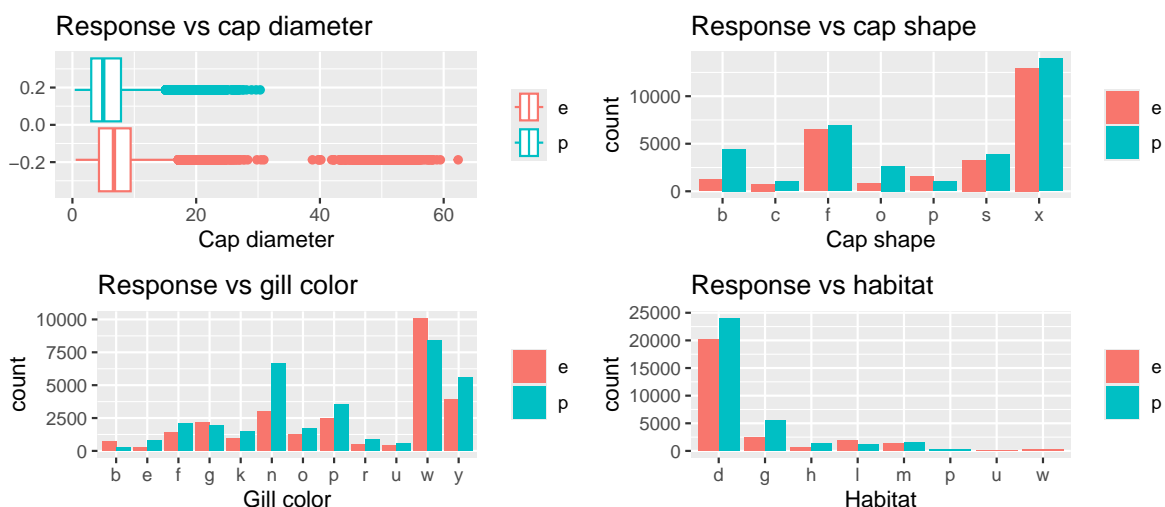 Response vs cap diameter
0.2
0.0
−0.2
0 20 40 60
Cap diameter
e
p
Response vs cap shape
count
10000
5000
0
b c f o p s x
Cap shape
e
p
Response vs gill color
count
10000
7500
5000
2500
0
b e f g k n o p r u w y
Gill color
e
p
Response vs habitat
count
25000
20000
15000
10000
5000
0
d g h l m p u w
Habitat
e
p